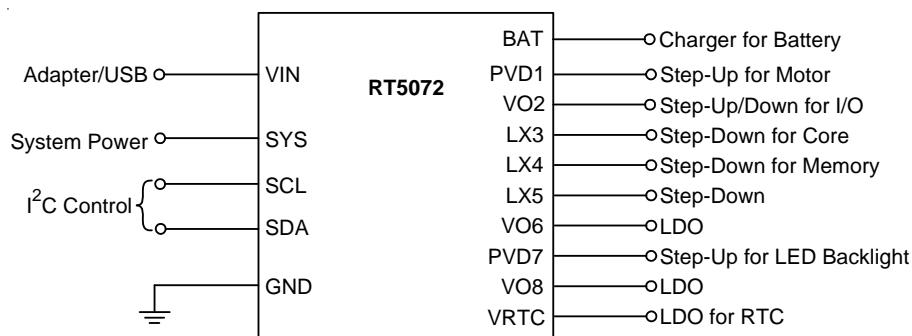 BAT Charger for Battery
Adapter/USB VIN PVD1 Step-Up for Motor
RT5072
VO2 Step-Up/Down for I/O
System Power SYS LX3 Step-Down for Core
LX4 Step-Down for Memory
SCL
I²C Control
LX5 Step-Down
SDA VO6 LDO
PVD7 Step-Up for LED Backlight
GND VO8 LDO
VRTC LDO for RTC